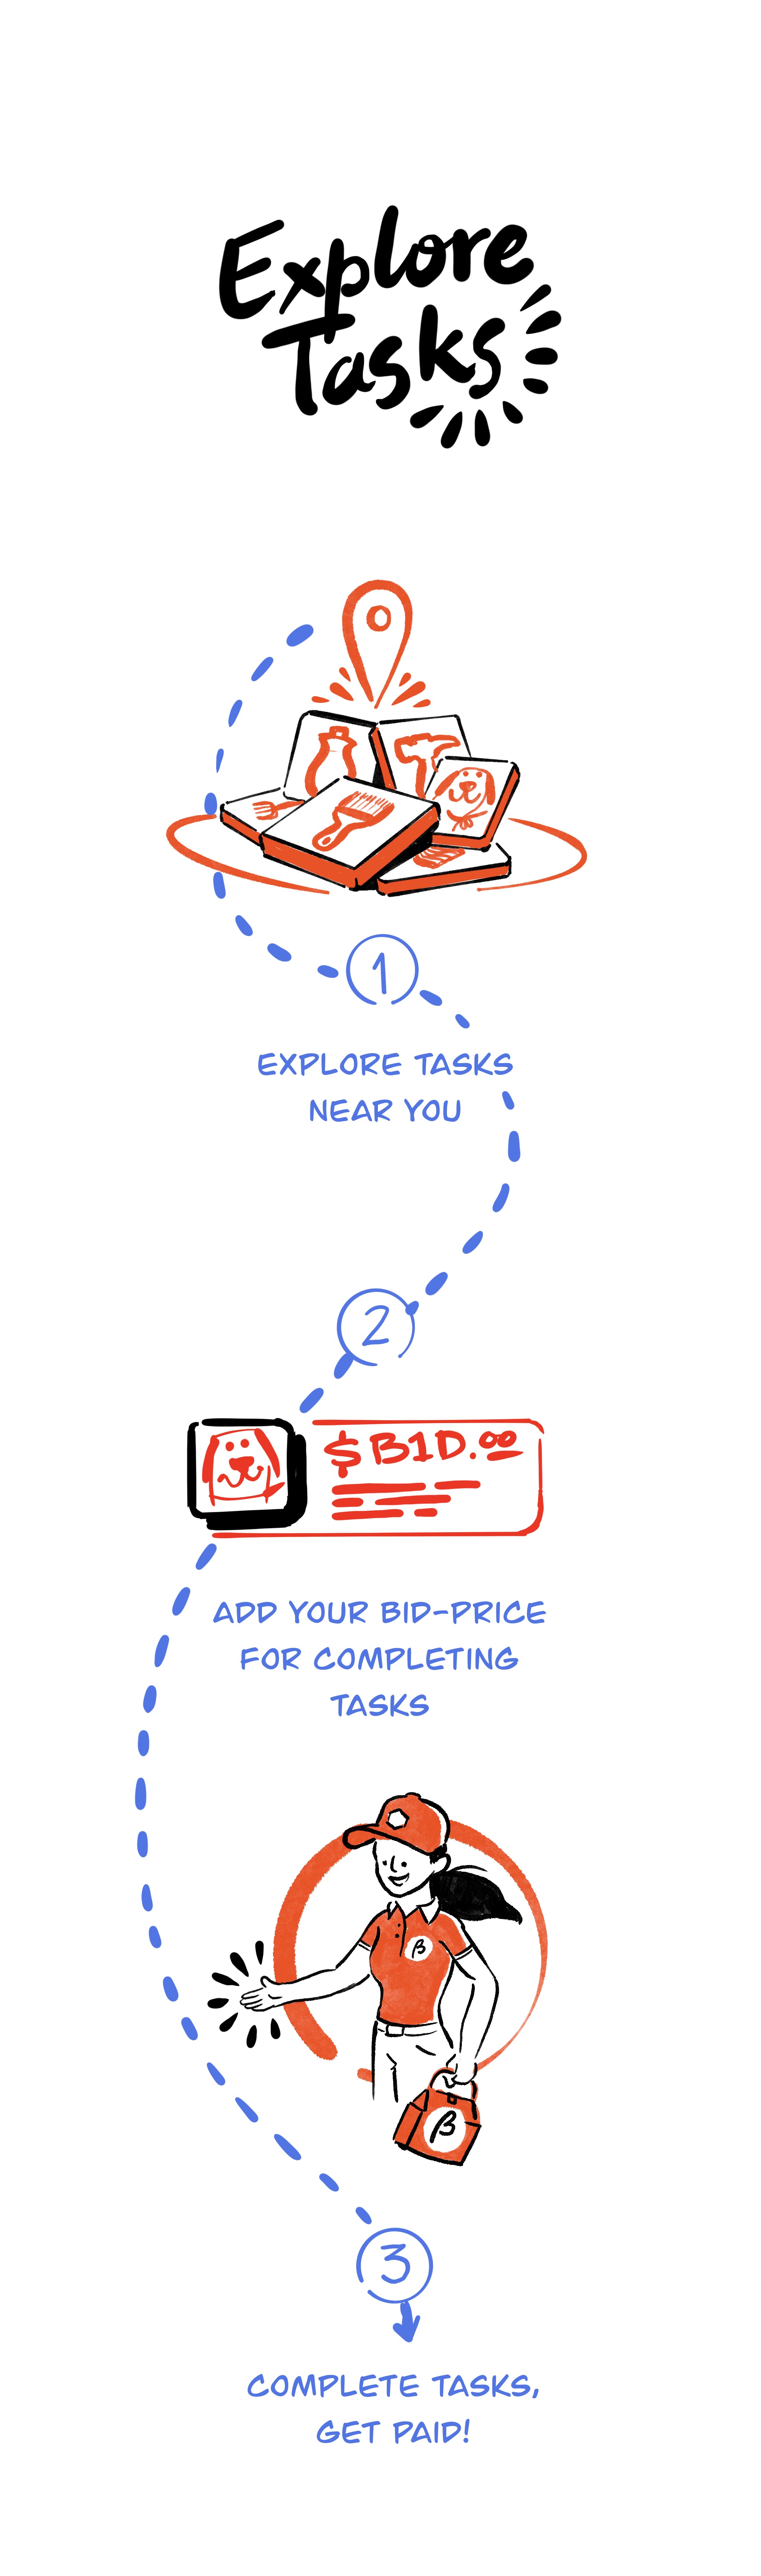 Explore
Tasks
1
EXPLORE TASKS
NEAR YOU
2
$B1D.00
ADD YOUR BID-PRICE
FOR COMPLETING
TASKS
β
β
3
COMPLETE TASKS,
GET PAID!